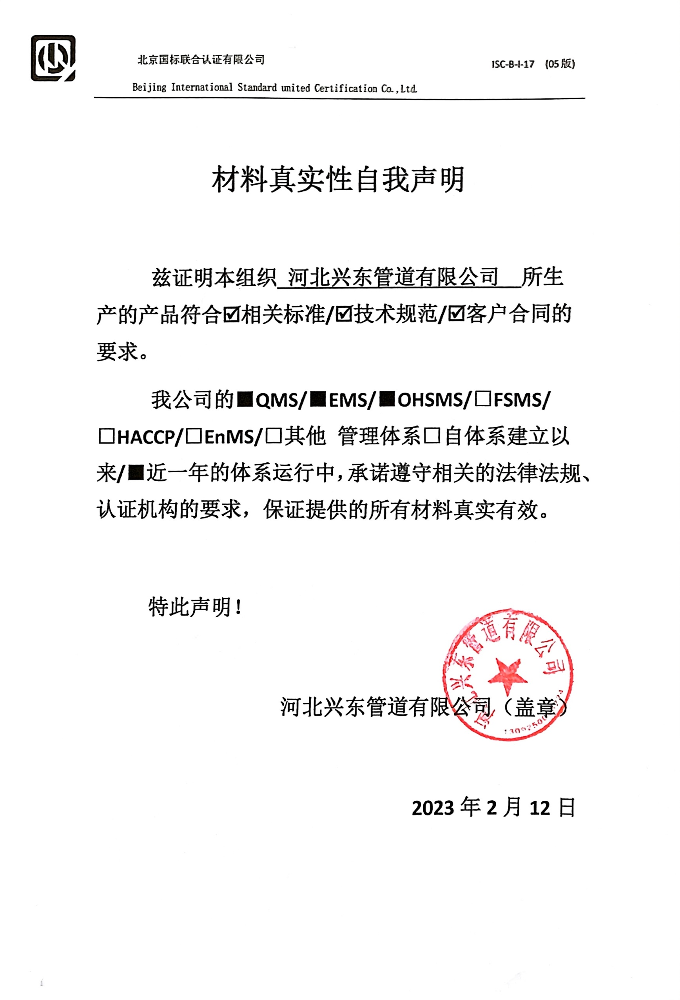 北京国标联合认证有限公司
ISC-B-I-17 (05版)
Beijing International Standard united Certification Co.,Ltd.
材料真实性自我声明
兹证明本组织 河北兴东管道有限公司 所生
产的产品符合☑相关标准/☑技术规范/☑客户合同的
要求。
我公司的■QMS/■EMS/■OHSMS/□FSMS/
□HACCP/□EnMS/□其他 管理体系□自体系建立以
来/■近一年的体系运行中,承诺遵守相关的法律法规、
认证机构的要求，保证提供的所有材料真实有效。
特此声明！
河北兴东管道有限公司
河北兴东管道有限公司（盖章）
2023 年 2 月 12 日